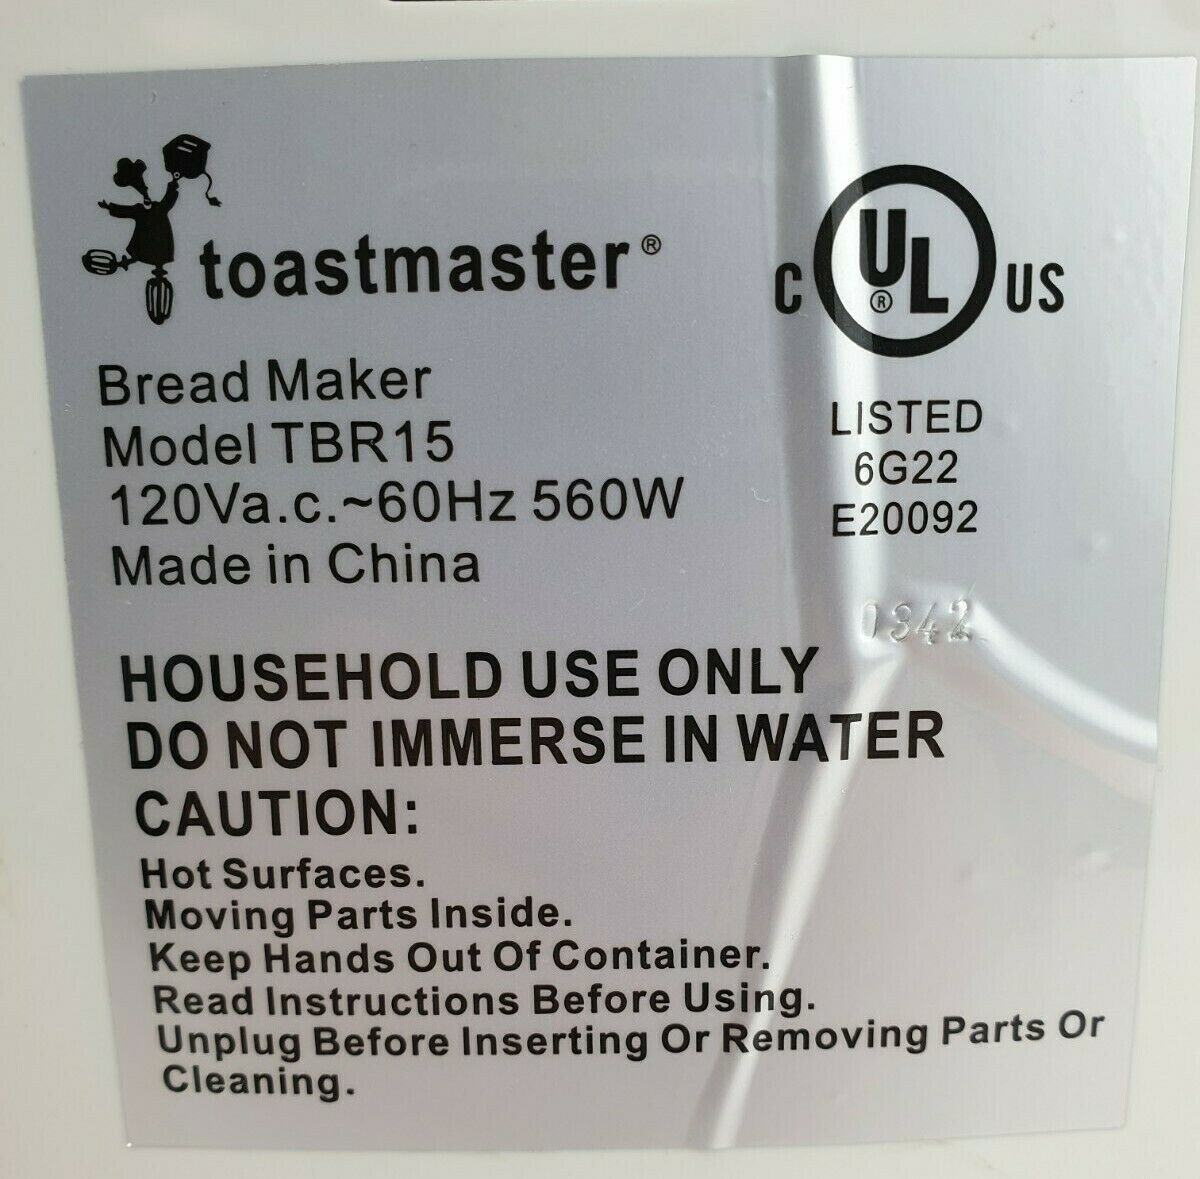 toastmaster®
Bread Maker
Model TBR15
120Va.c.~60Hz 560W
Made in China
C UL® US
LISTED
6G22
E20092
0342
HOUSEHOLD USE ONLY
DO NOT IMMERSE IN WATER
CAUTION:
Hot Surfaces.
Moving Parts Inside.
Keep Hands Out Of Container.
Read Instructions Before Using.
Unplug Before Inserting Or Removing Parts Or
Cleaning.